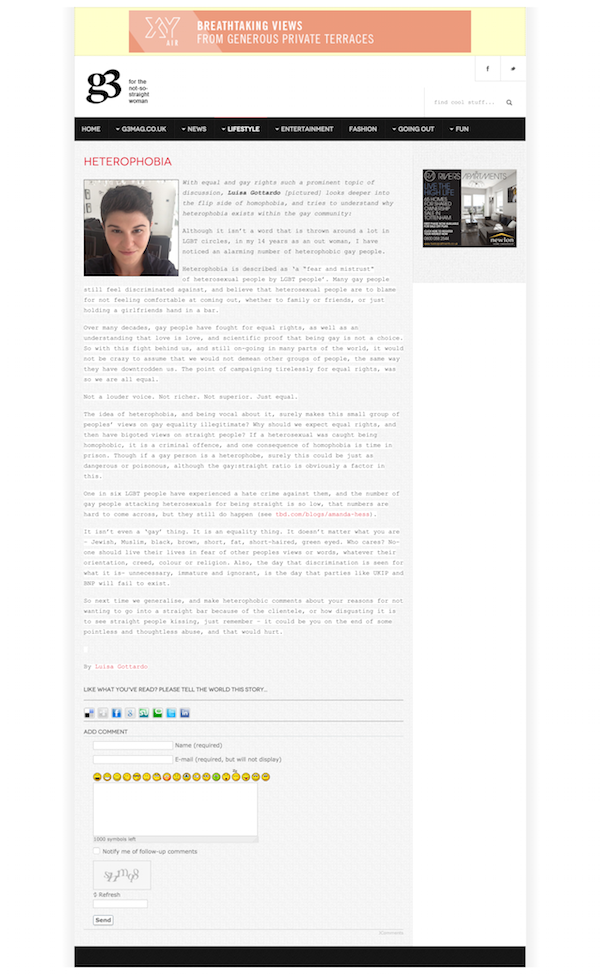 BREATHTAKING VIEWS
FROM GENEROUS PRIVATE TERRACES
AIR
g3
for the
not-so-
straight
woman
find cool stuff...
HOME
G3MAG.CO.UK
NEWS
LIFESTYLE
ENTERTAINMENT
FASHION
GOING OUT
FUN
HETEROPHOBIA
With equal and gay rights such a prominent topic of
discussion, Luisa Gottardo [pictured] looks deeper into
the flip side of homophobia, and tries to understand why
heterophobia exists within the gay community:
Although it isn't a word that is thrown around a lot in
LGBT circles, in my 14 years as an out woman, I have
noticed an alarming number of heterophobic gay people.
Heterophobia is described as 'a "fear and mistrust"
of heterosexual people by LGBT people'. Many gay people
still feel discriminated against, and believe that heterosexual people are to blame
for not feeling comfortable at coming out, whether to family or friends, or just
holding a girlfriends hand in a bar.
Over many decades, gay people have fought for equal rights, as well as an
understanding that love is love, and scientific proof that being gay is not a choice.
So with this fight behind us, and still on-going in many parts of the world, it would
not be crazy to assume that we would not demean other groups of people, the same way
they have downtrodden us. The point of campaigning tirelessly for equal rights, was
so we are all equal.
Not a louder voice. Not richer. Not superior. Just equal.
The idea of heterophobia, and being vocal about it, surely makes this small group of
peoples' views on gay equality illegitimate? Why should we expect equal rights, and
then have bigoted views on straight people? If a heterosexual was caught being
homophobic, it is a criminal offence, and one consequence of homophobia is time in
prison. Though if a gay person is a heterophobe, surely this could be just as
dangerous or poisonous, although the gay:straight ratio is obviously a factor in
this.
One in six LGBT people have experienced a hate crime against them, and the number of
gay people attacking heterosexuals for being straight is so low, that numbers are
hard to come across, but they still do happen (see tbd.com/blogs/amanda-hess).
It isn't even a 'gay' thing. It is an equality thing. It doesn't matter what you are
- Jewish, Muslim, black, brown, short, fat, short-haired, green eyed. Who cares? No-
one should live their lives in fear of other peoples views or words, whatever their
orientation, creed, colour or religion. Also, the day that discrimination is seen for
what it is- unnecessary, immature and ignorant, is the day that parties like UKIP and
BNP will fail to exist.
So next time we generalise, and make heterophobic comments about your reasons for not
wanting to go into a straight bar because of the clientele, or how disgusting it is
to see straight people kissing, just remember - it could be you on the end of some
pointless and thoughtless abuse, and that would hurt.
By Luisa Gottardo
LIKE WHAT YOU'VE READ? PLEASE TELL THE WORLD THIS STORY...
ADD COMMENT
Name (required)
E-mail (required, but will not display)
1000 symbols left
Notify me of follow-up comments
Refresh
Send
RIVERS APARTMENTS
LIVE THE
HIGH LIFE
65 HOMES
FOR SHARED
OWNERSHIP
SALE IN
TOTTENHAM
newlon